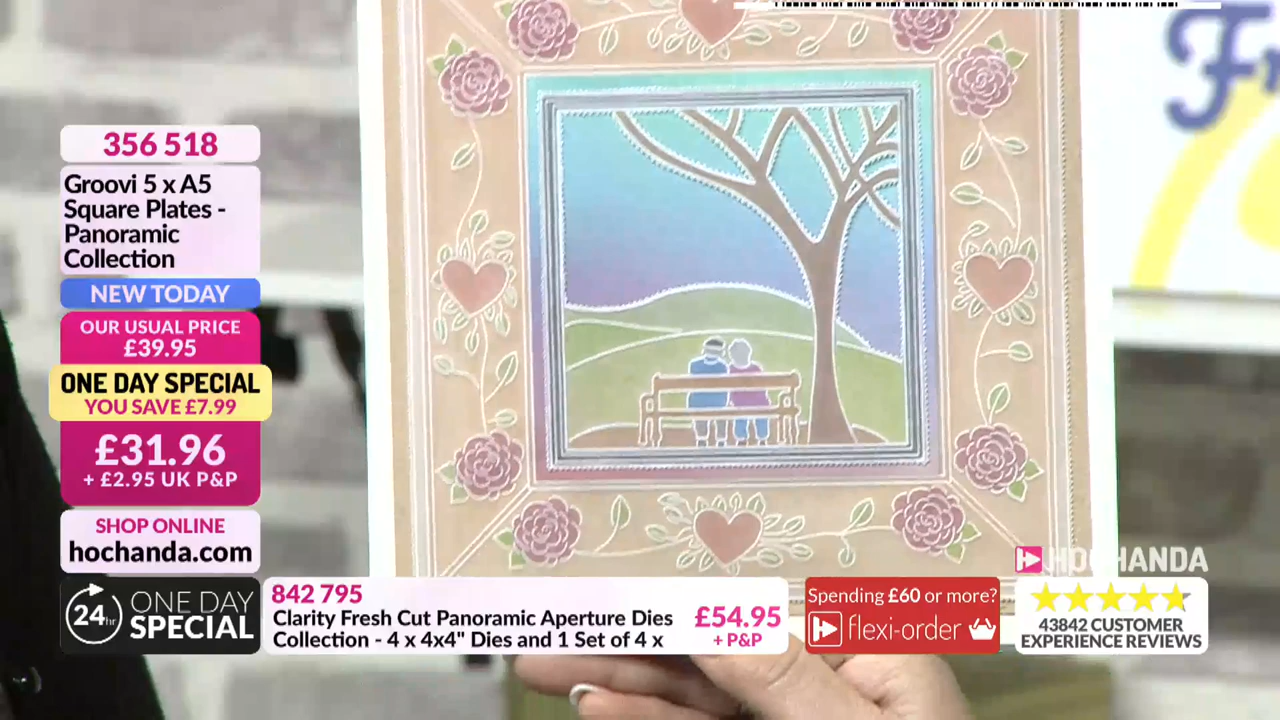 356 518
Groovi 5 x A5
Square Plates -
Panoramic
Collection
NEW TODAY
OUR USUAL PRICE
£39.95
ONE DAY SPECIAL
YOU SAVE £7.99
£31.96
+ £2.95 UK P&P
SHOP ONLINE
hochanda.com
24hr
ONE DAY
SPECIAL
842 795
Clarity Fresh Cut Panoramic Aperture Dies
Collection - 4 x 4x4" Dies and 1 Set of 4 x
£54.95
+ P&P
Spending £60 or more?
flexi-order
HOCHANDA
43842 CUSTOMER
EXPERIENCE REVIEWS